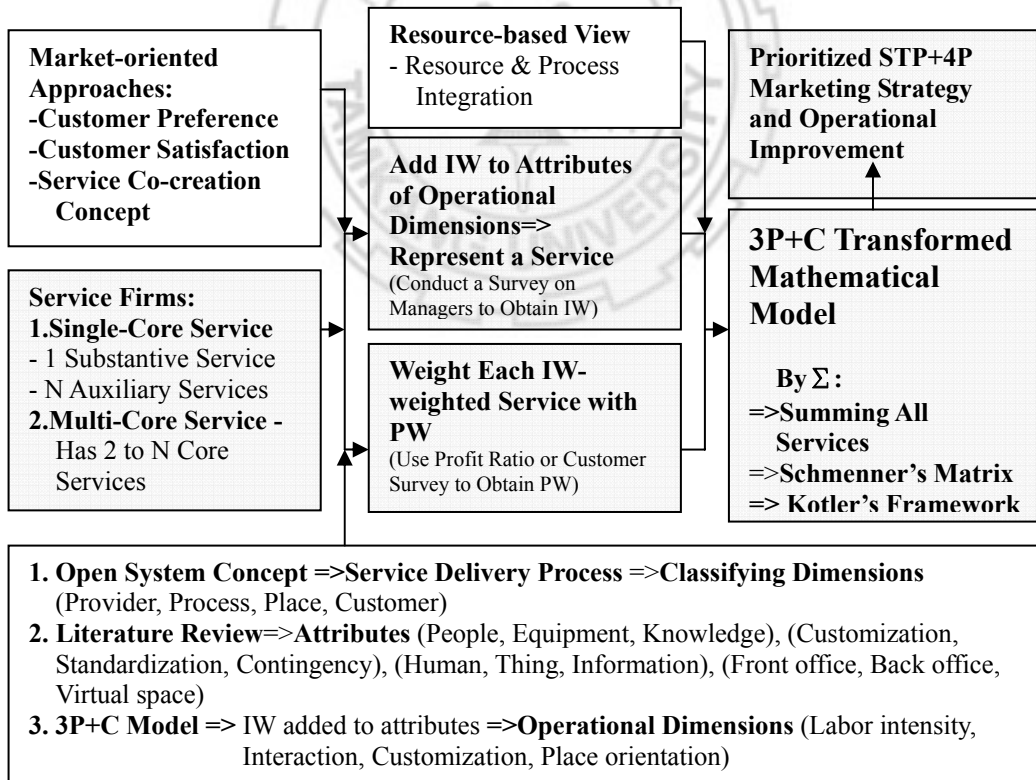 Market-oriented
Approaches:
-Customer Preference
-Customer Satisfaction
-Service Co-creation
Concept
Service Firms:
1.Single-Core Service
- 1 Substantive Service
- N Auxiliary Services
2.Multi-Core Service -
Has 2 to N Core
Services
Resource-based View
- Resource & Process
Integration
Add IW to Attributes
of Operational
Dimensions=>
Represent a Service
(Conduct a Survey on
Managers to Obtain IW)
Weight Each IW-
weighted Service with
PW
(Use Profit Ratio or Customer
Survey to Obtain PW)
Prioritized STP+4P
Marketing Strategy
and Operational
Improvement
3P+C Transformed
Mathematical
Model
By Σ:
=>Summing All
Services
=>Schmenner's Matrix
=> Kotler's Framework
1. Open System Concept =>Service Delivery Process =>Classifying Dimensions
(Provider, Process, Place, Customer)
2. Literature Review=>Attributes (People, Equipment, Knowledge), (Customization,
Standardization, Contingency), (Human, Thing, Information), (Front office, Back office,
Virtual space)
3. 3P+C Model => IW added to attributes =>Operational Dimensions (Labor intensity,
Interaction, Customization, Place orientation)
TAMKANG UNIVERSITY